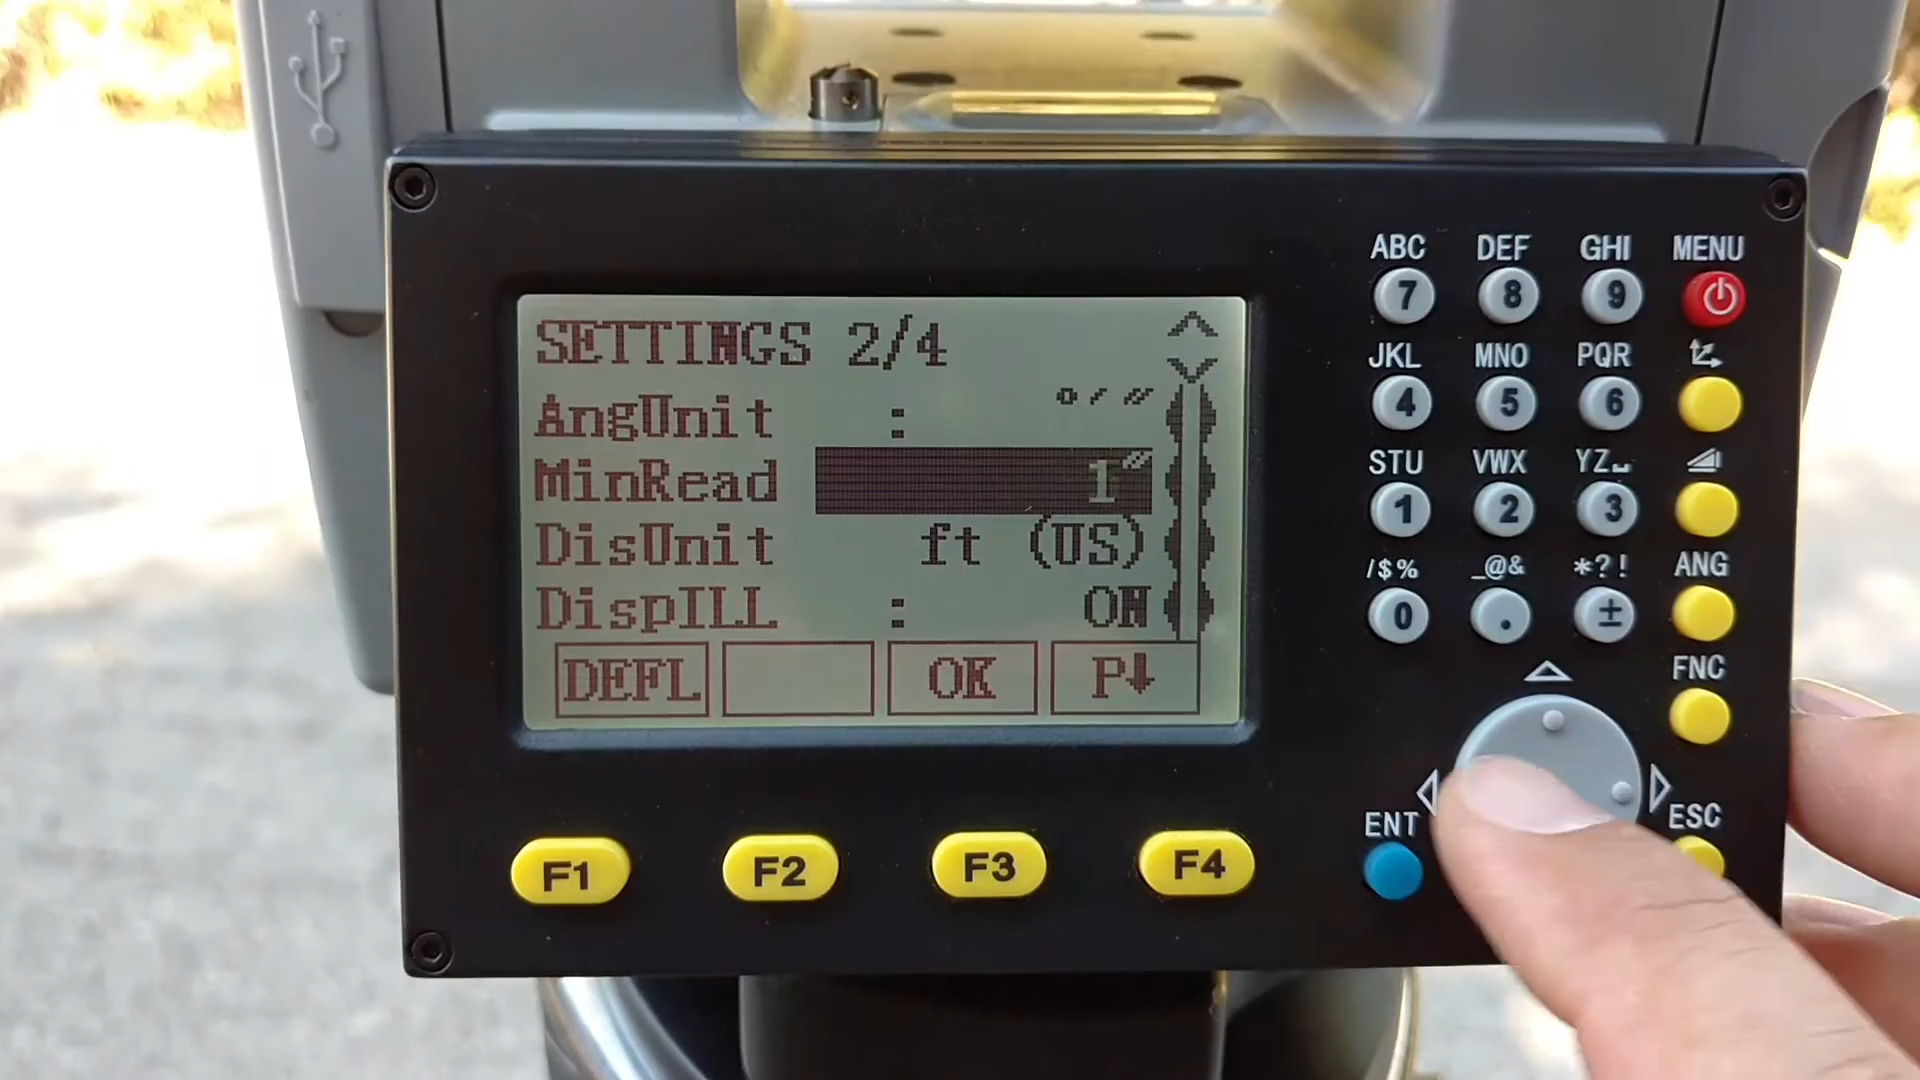 SETTINGS 2/4
AngUnit : ° ′ ″
MinRead 1″
DisUnit ft (US)
DispILL : ON
DEFL OK P↓
F1 F2 F3 F4
ABC DEF GHI MENU
7 8 9
JKL MNO PQR
4 5 6
STU VWX YZ␣
1 2 3
/$% _@& *?! ANG
0 . ±
FNC
ENT ESC